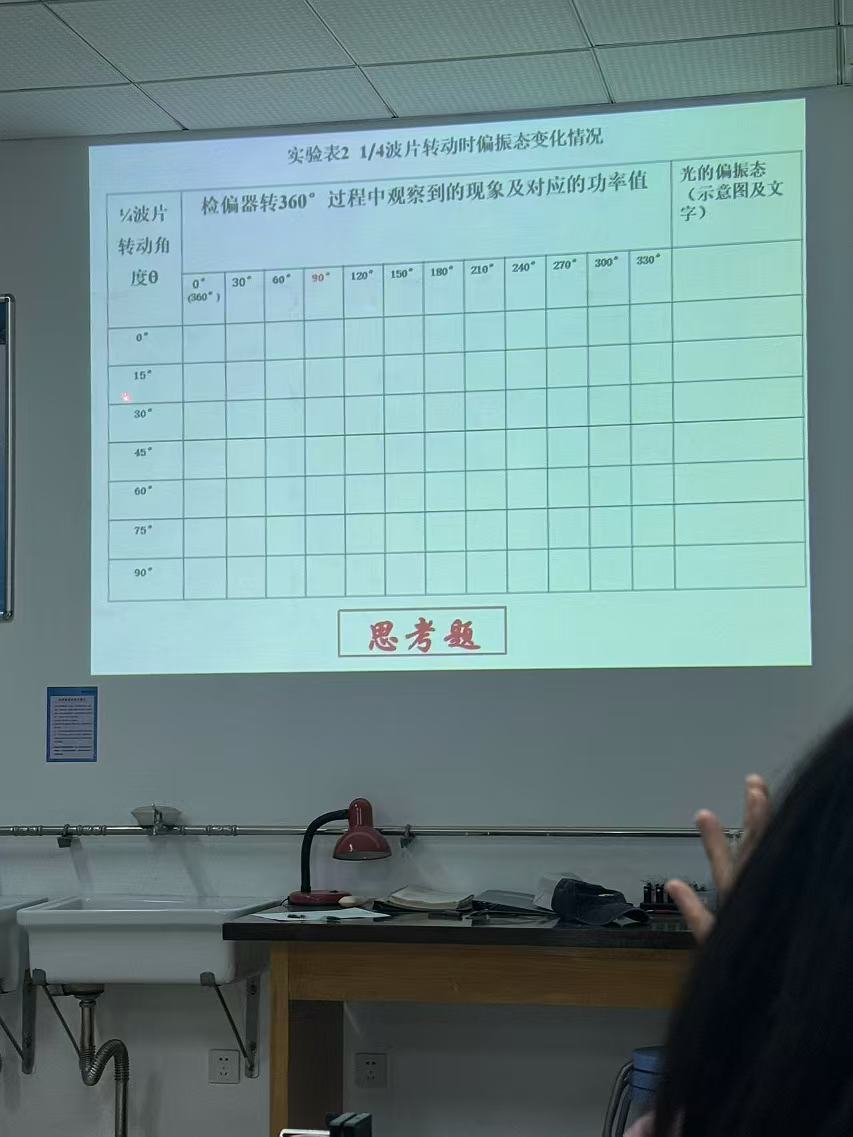 实验表2 1/4波片转动时偏振态变化情况
¼波片
转动角
度θ
检偏器转360°过程中观察到的现象及对应的功率值
光的偏振态
（示意图及文
字）
0° 30° 60° 90° 120° 150° 180° 210° 240° 270° 300° 330°
(360°)
0°
15°
30°
45°
60°
75°
90°
思考题